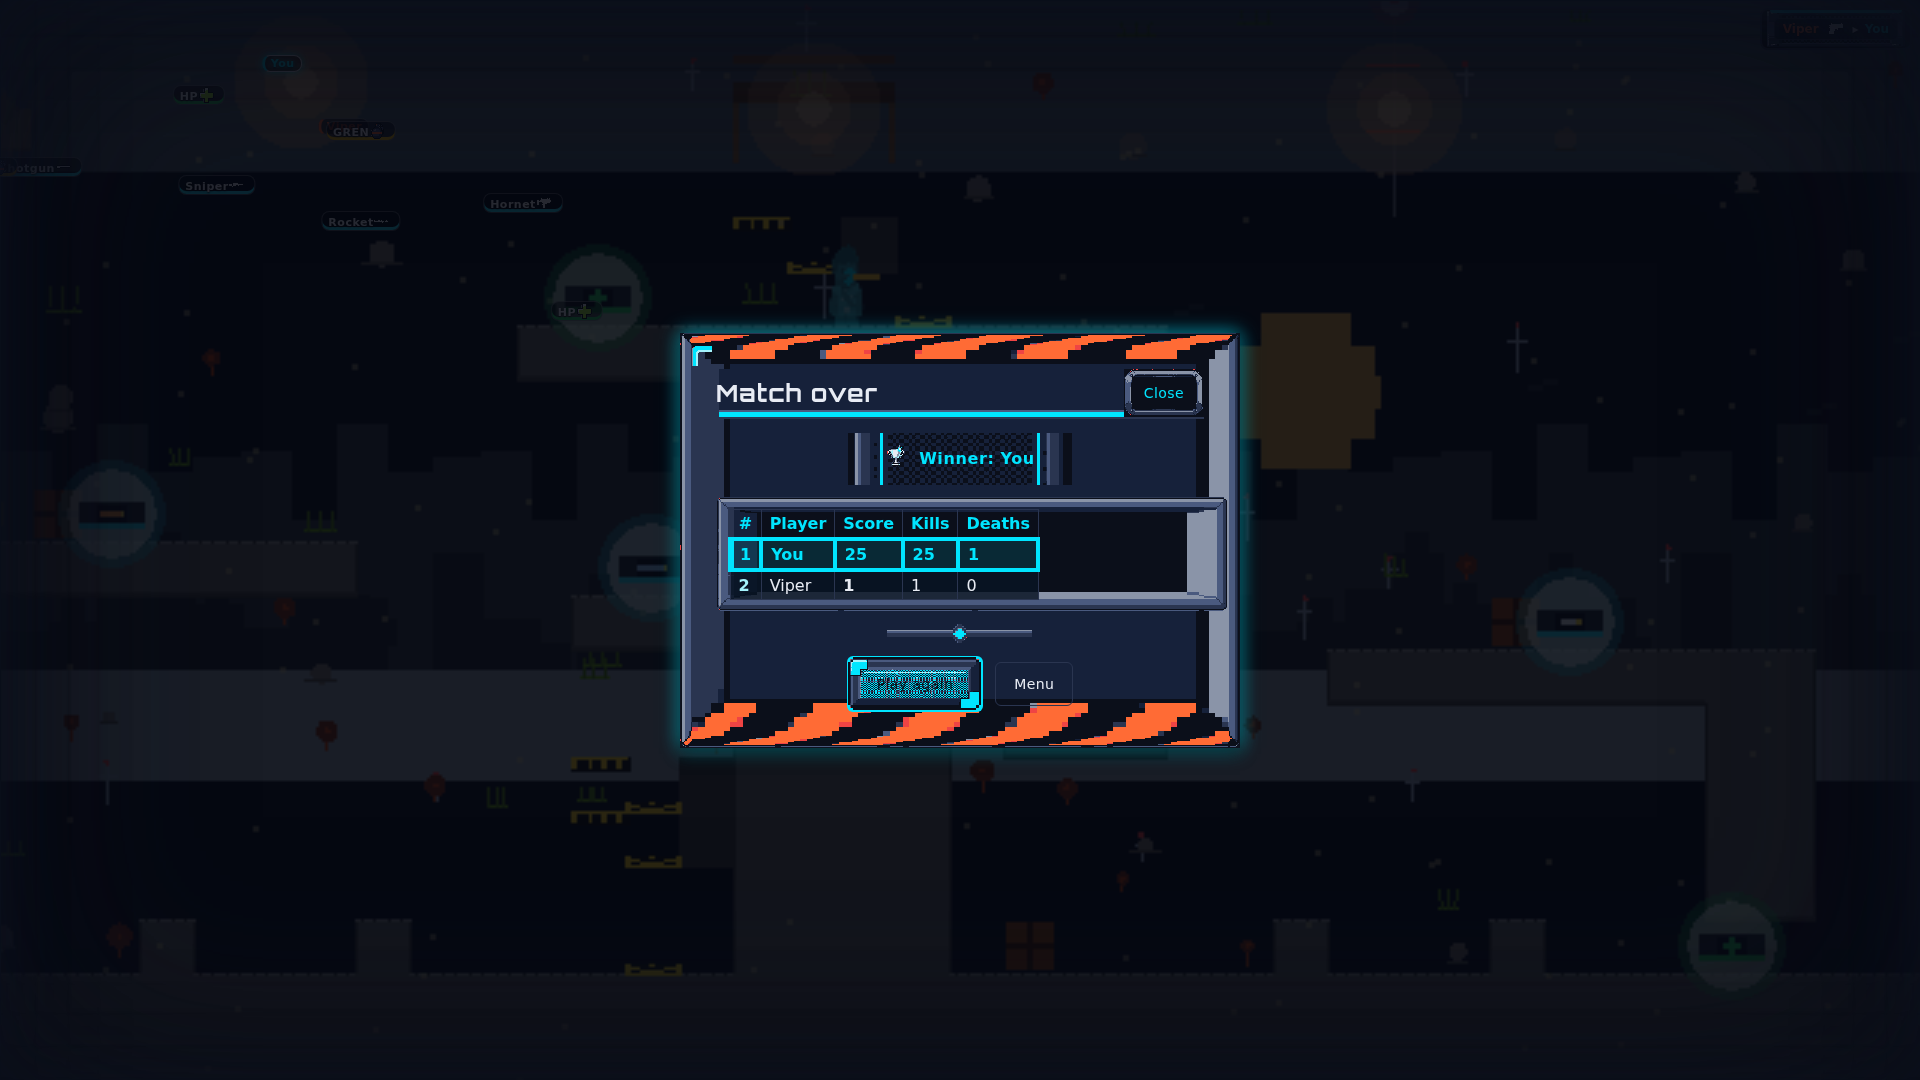 Viper You
You
HP
GREN
Sniper
Hornet
Rocket
HP
Match over
Close
Winner: You
# Player Score Kills Deaths
1 You 25 25 1
2 Viper 1 1 0
Menu